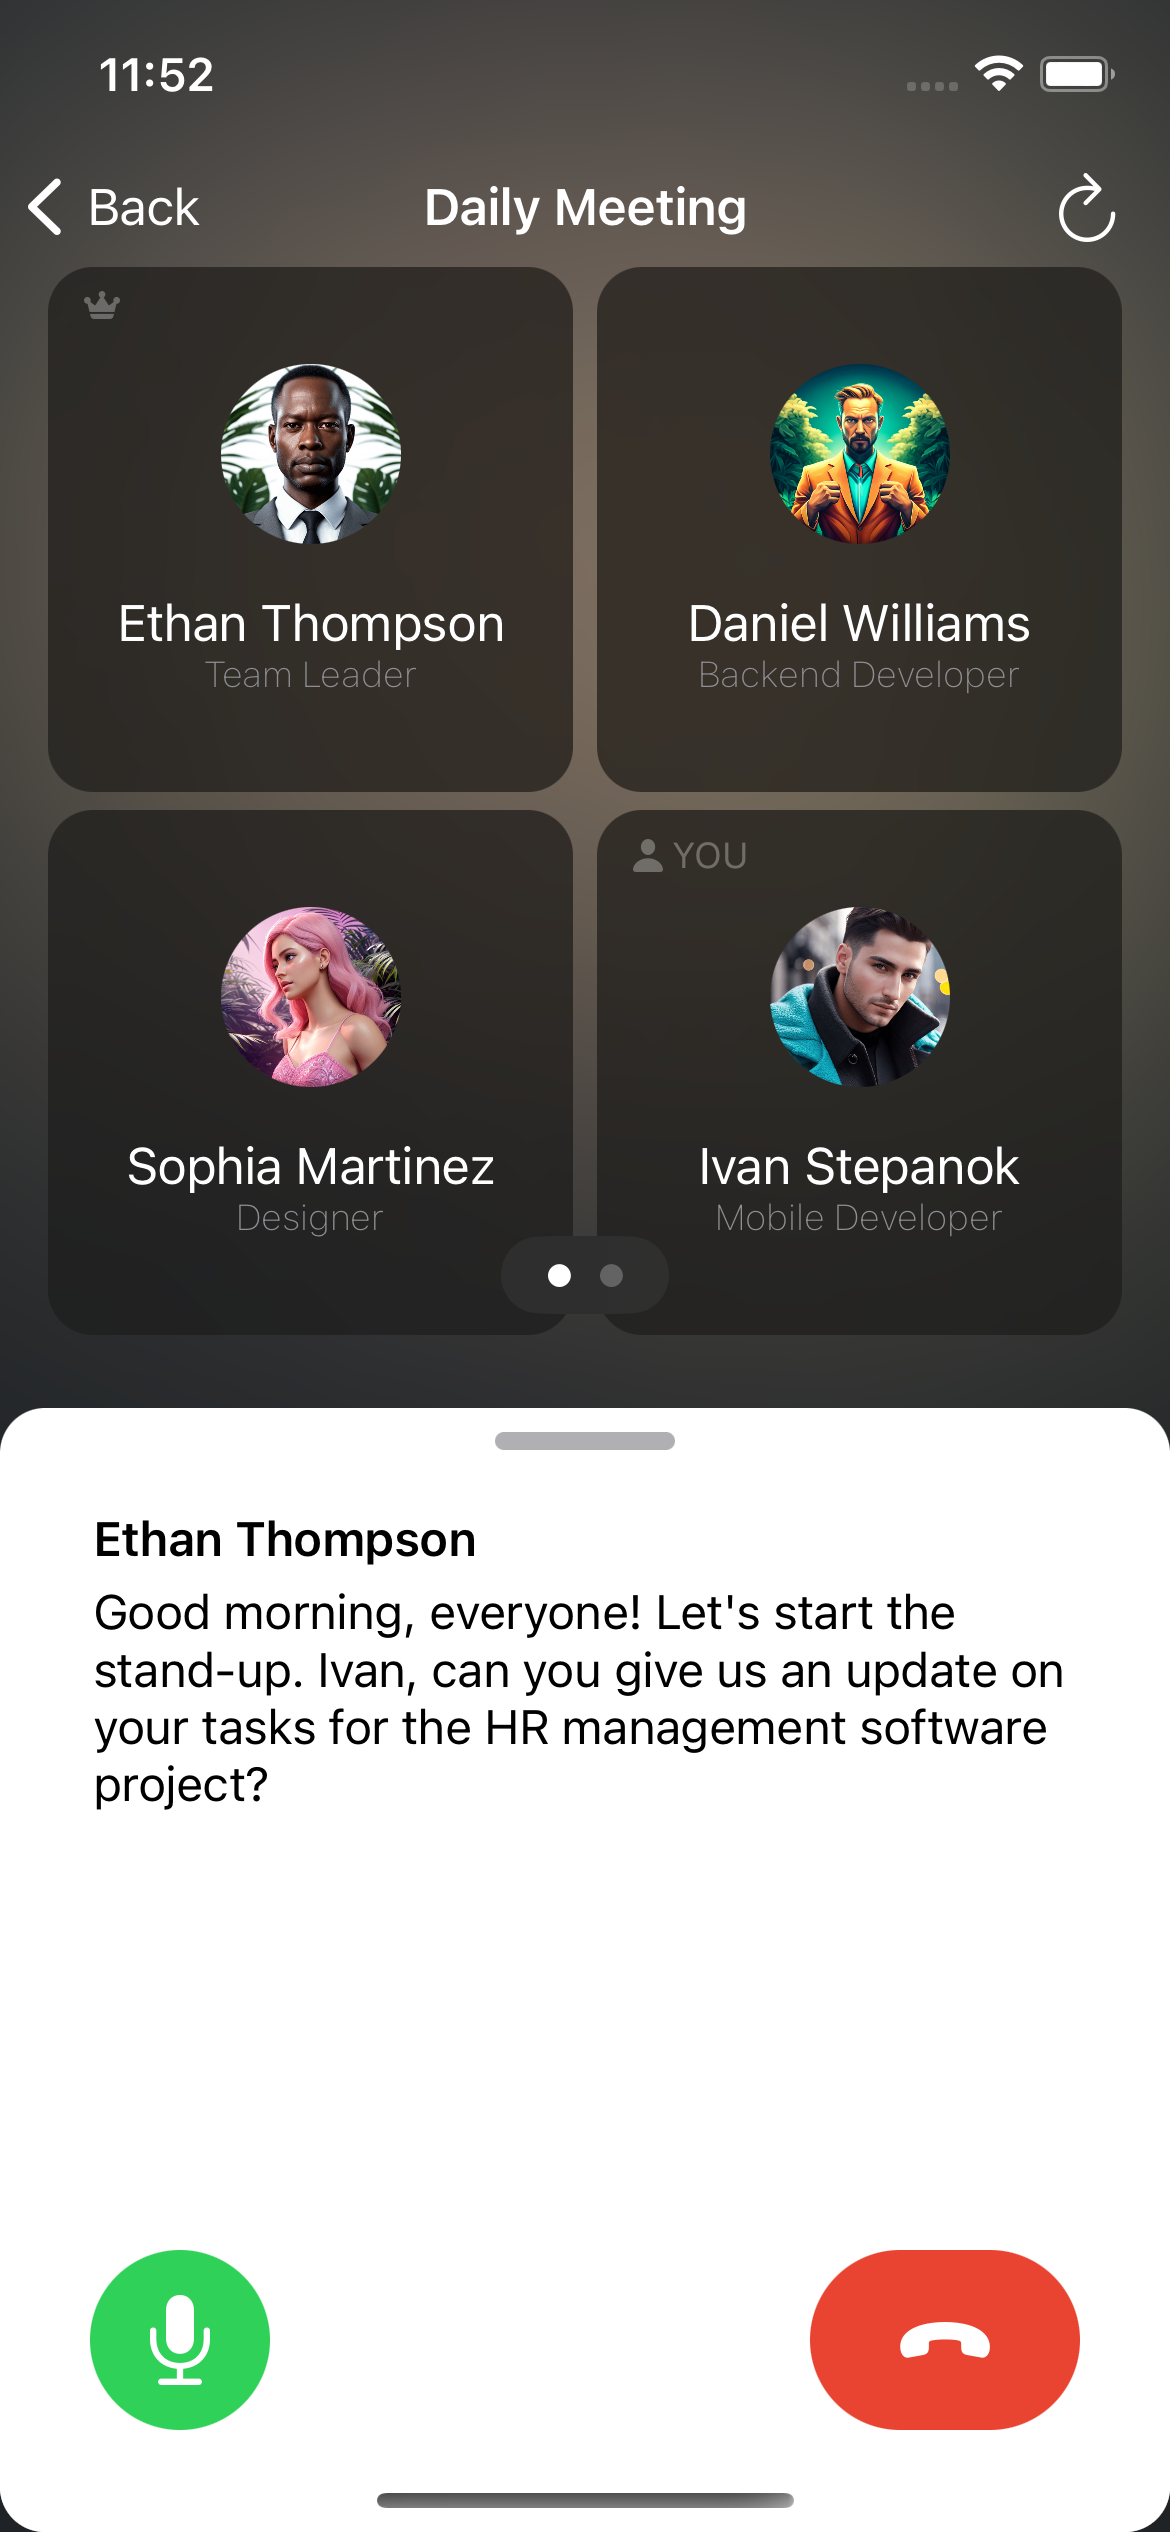 11:52
Back
Daily Meeting
Ethan Thompson
Team Leader
Daniel Williams
Backend Developer
Sophia Martinez
Designer
YOU
Ivan Stepanok
Mobile Developer
Ethan Thompson
Good morning, everyone! Let's start the
stand-up. Ivan, can you give us an update on
your tasks for the HR management software
project?